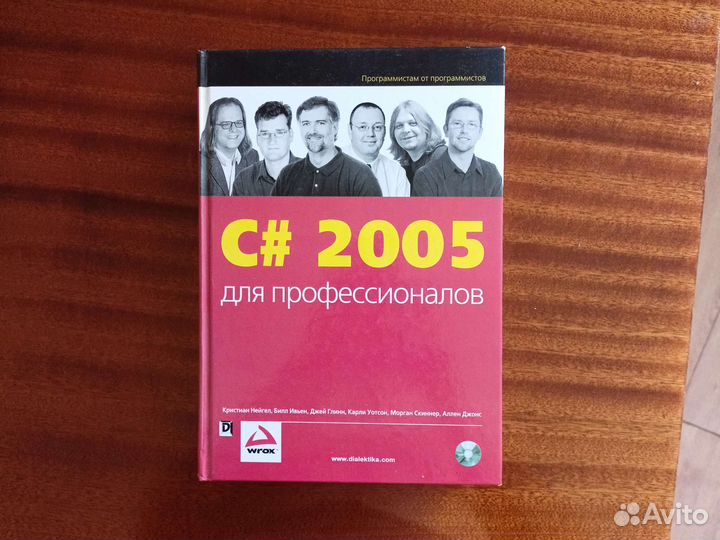 Программистам от программистов
C# 2005
для профессионалов
Кристиан Нейгел, Билл Ивьен, Джей Глинн, Карли Уотсон, Морган Скиннер, Аллен Джонс
D
wrox
www.dialektika.com
Avito